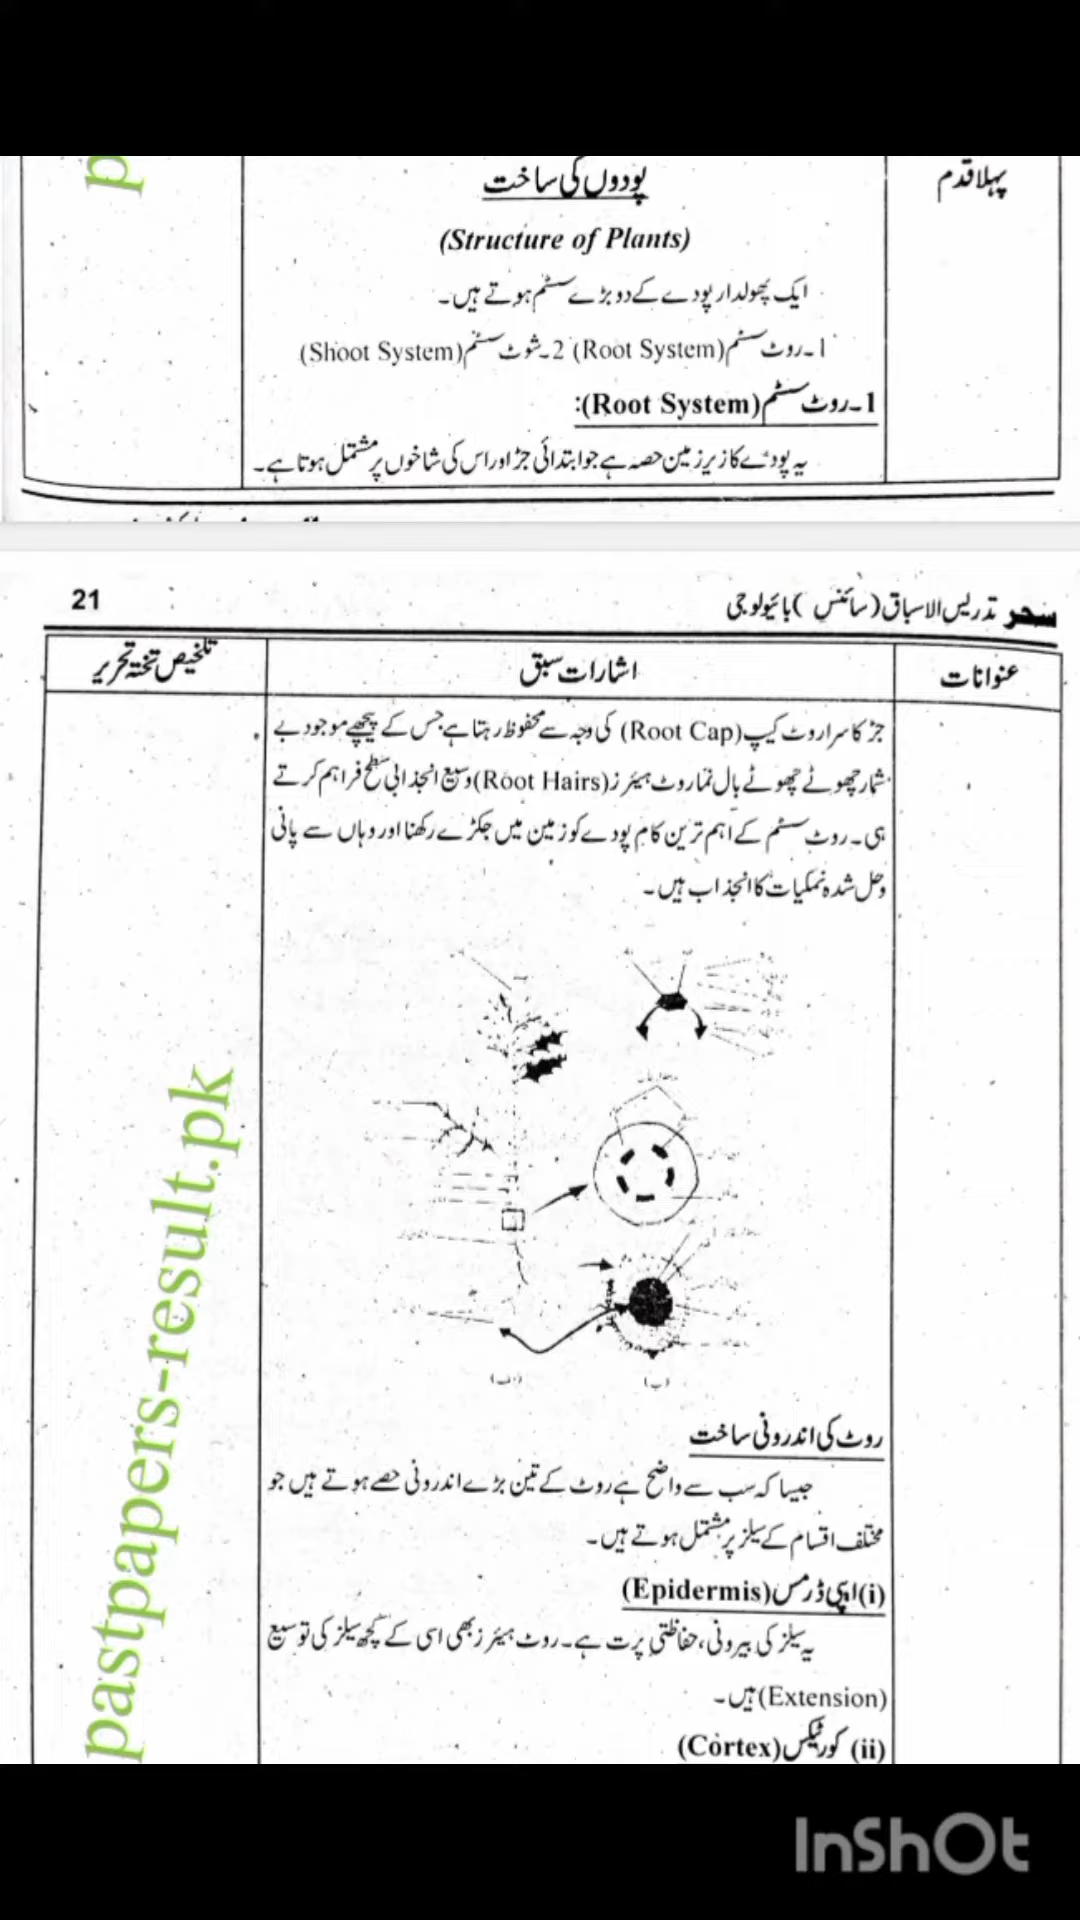 پہلا قدم
پودوں کی ساخت
(Structure of Plants)
ایک پھولدار پودے کے دو بڑے سسٹم ہوتے ہیں۔
1۔ روٹ سسٹم (Root System) 2۔ شوٹ سسٹم (Shoot System)
1۔ روٹ سسٹم (Root System):
یہ پودے کا زیر زمین حصہ ہے جو ابتدائی جڑ اور اس کی شاخوں پر مشتمل ہوتا ہے۔
سحر تدریس الاسباق (سائنس) بائیولوجی
21
عنوانات
اشارات سبق
تلخیص تختہ تحریر
جڑ کا سرا روٹ کیپ (Root Cap) کی وجہ سے محفوظ رہتا ہے جس کے پیچھے موجود بے
شمار چھوٹے چھوٹے بال نما روٹ ہیئرز (Root Hairs) وسیع انجذابی سطح فراہم کرتے
ہی۔ روٹ سسٹم کے اہم ترین کام پودے کو زمین میں جکڑے رکھنا اور وہاں سے پانی
و حل شدہ نمکیات کا انجذاب ہیں۔
(ب)
روٹ کی اندرونی ساخت
جیسا کہ سب سے واضح ہے روٹ کے تین بڑے اندرونی حصے ہوتے ہیں جو
مختلف اقسام کے سیلز پر مشتمل ہوتے ہیں۔
(i) اپی ڈرمس (Epidermis)
یہ سیلز کی بیرونی، حفاظتی پرت ہے۔ روٹ ہیئرز بھی اسی کے کچھ سیلز کی توسیع
(Extension) ہیں۔
(ii) کورٹیکس (Cortex)
pastpapers-result.pk
InShOt